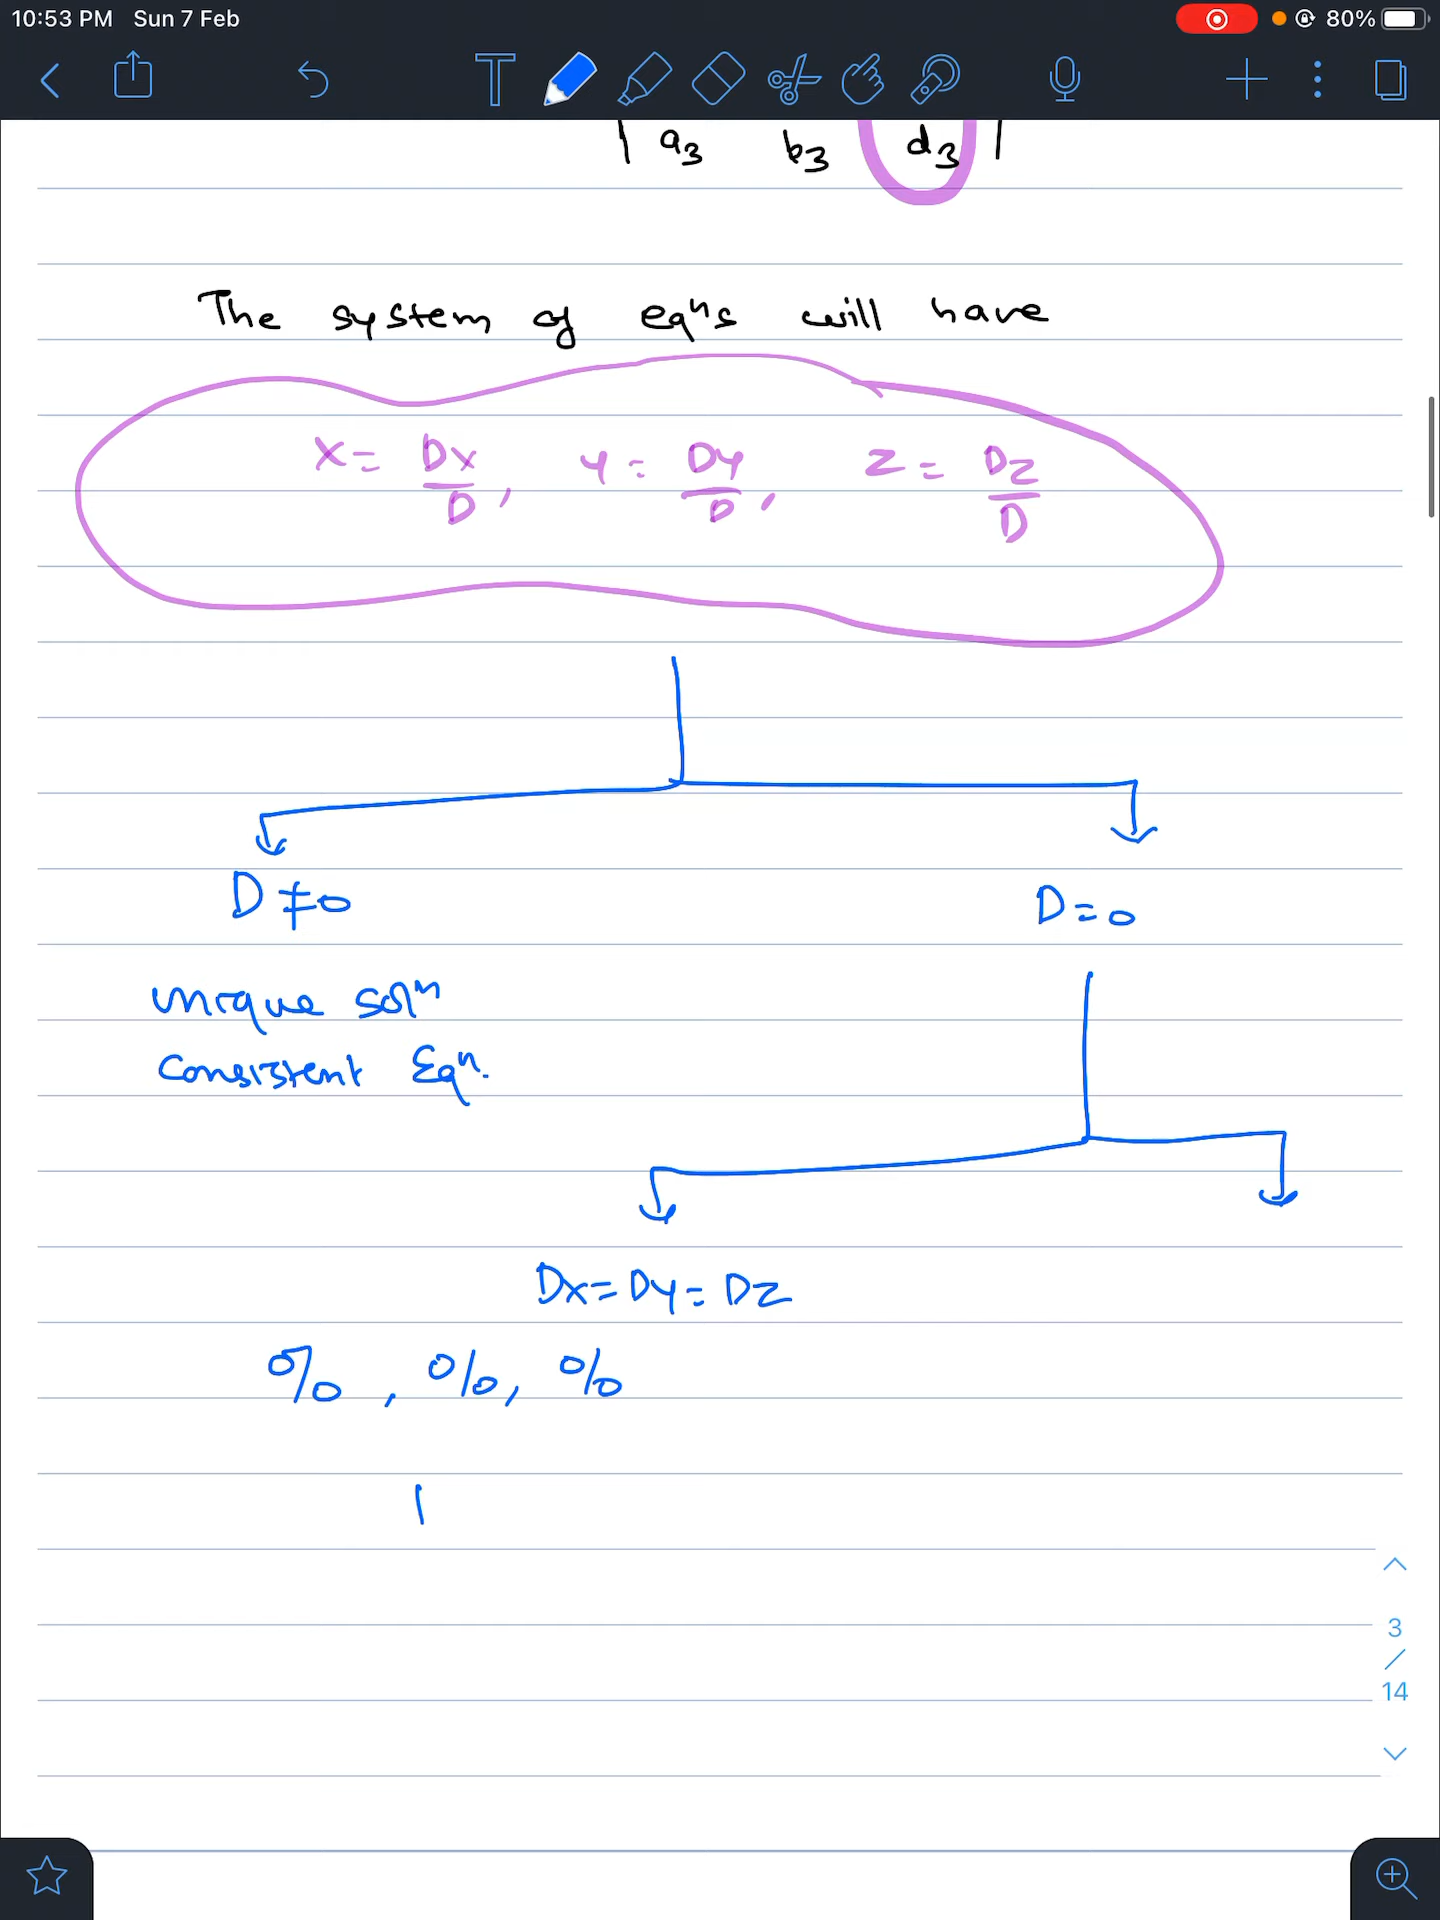 10:53 PM Sun 7 Feb 80%
T
| a3 b3 d3 |
The system of eqns will have
x = Dx/D, y = Dy/D, z = Dz/D
D ≠ 0 D = 0
unique soln
Consistent Eqn.
Dx = Dy = Dz
0/0, 0/0, 0/0
3
/
14